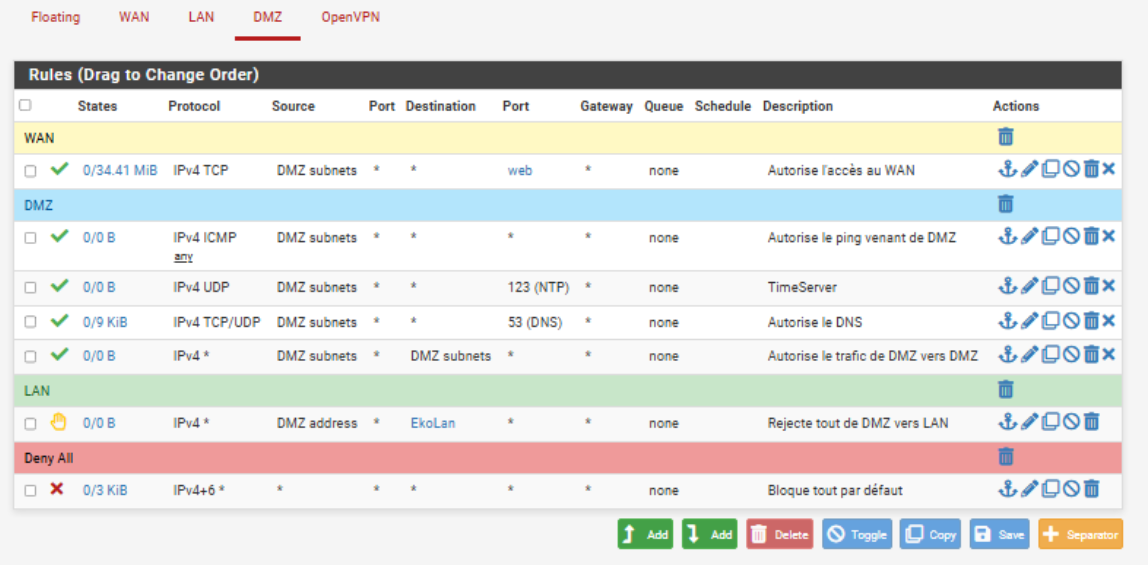 Floating WAN LAN DMZ OpenVPN
Rules (Drag to Change Order)
States Protocol Source Port Destination Port Gateway Queue Schedule Description Actions
WAN
0/34.41 MiB IPv4 TCP DMZ subnets * * web * none Autorise l'accès au WAN
DMZ
0/0 B IPv4 ICMP DMZ subnets * * * * none Autorise le ping venant de DMZ
any
0/0 B IPv4 UDP DMZ subnets * * 123 (NTP) * none TimeServer
0/9 KiB IPv4 TCP/UDP DMZ subnets * * 53 (DNS) * none Autorise le DNS
0/0 B IPv4 * DMZ subnets * DMZ subnets * * none Autorise le trafic de DMZ vers DMZ
LAN
0/0 B IPv4 * DMZ address * EkoLan * * none Rejecte tout de DMZ vers LAN
Deny All
0/3 KiB IPv4+6 * * * * * * none Bloque tout par défaut
Add Add Delete Toggle Copy Save Separator